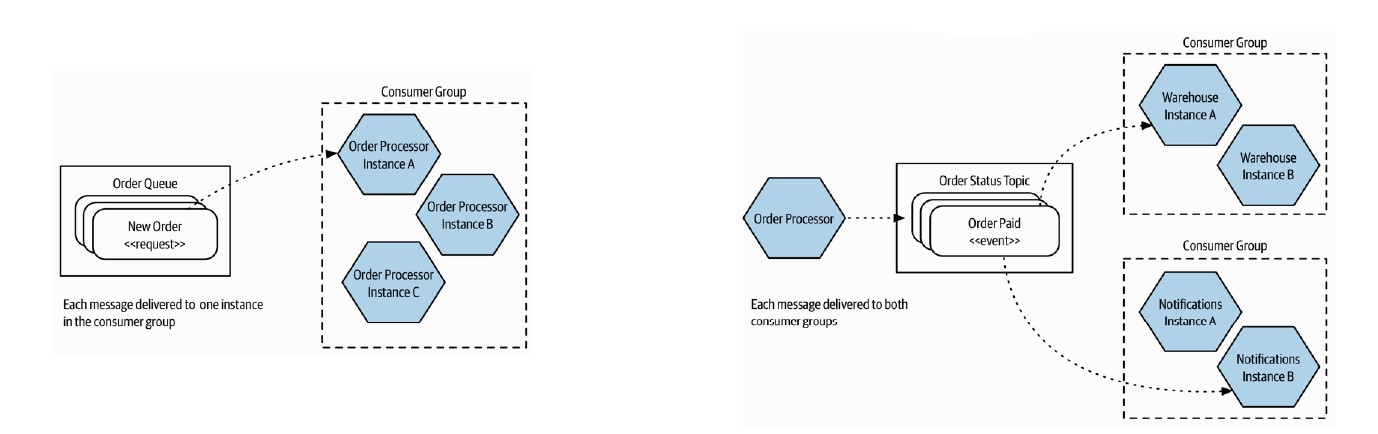 Consumer Group
Order Processor
Instance A
Order Queue
New Order
<<request>>
Order Processor
Instance B
Order Processor
Instance C
Each message delivered to one instance
in the consumer group
Consumer Group
Warehouse
Instance A
Warehouse
Instance B
Order Processor
Order Status Topic
Order Paid
<<event>>
Each message delivered to both
consumer groups
Consumer Group
Notifications
Instance A
Notifications
Instance B